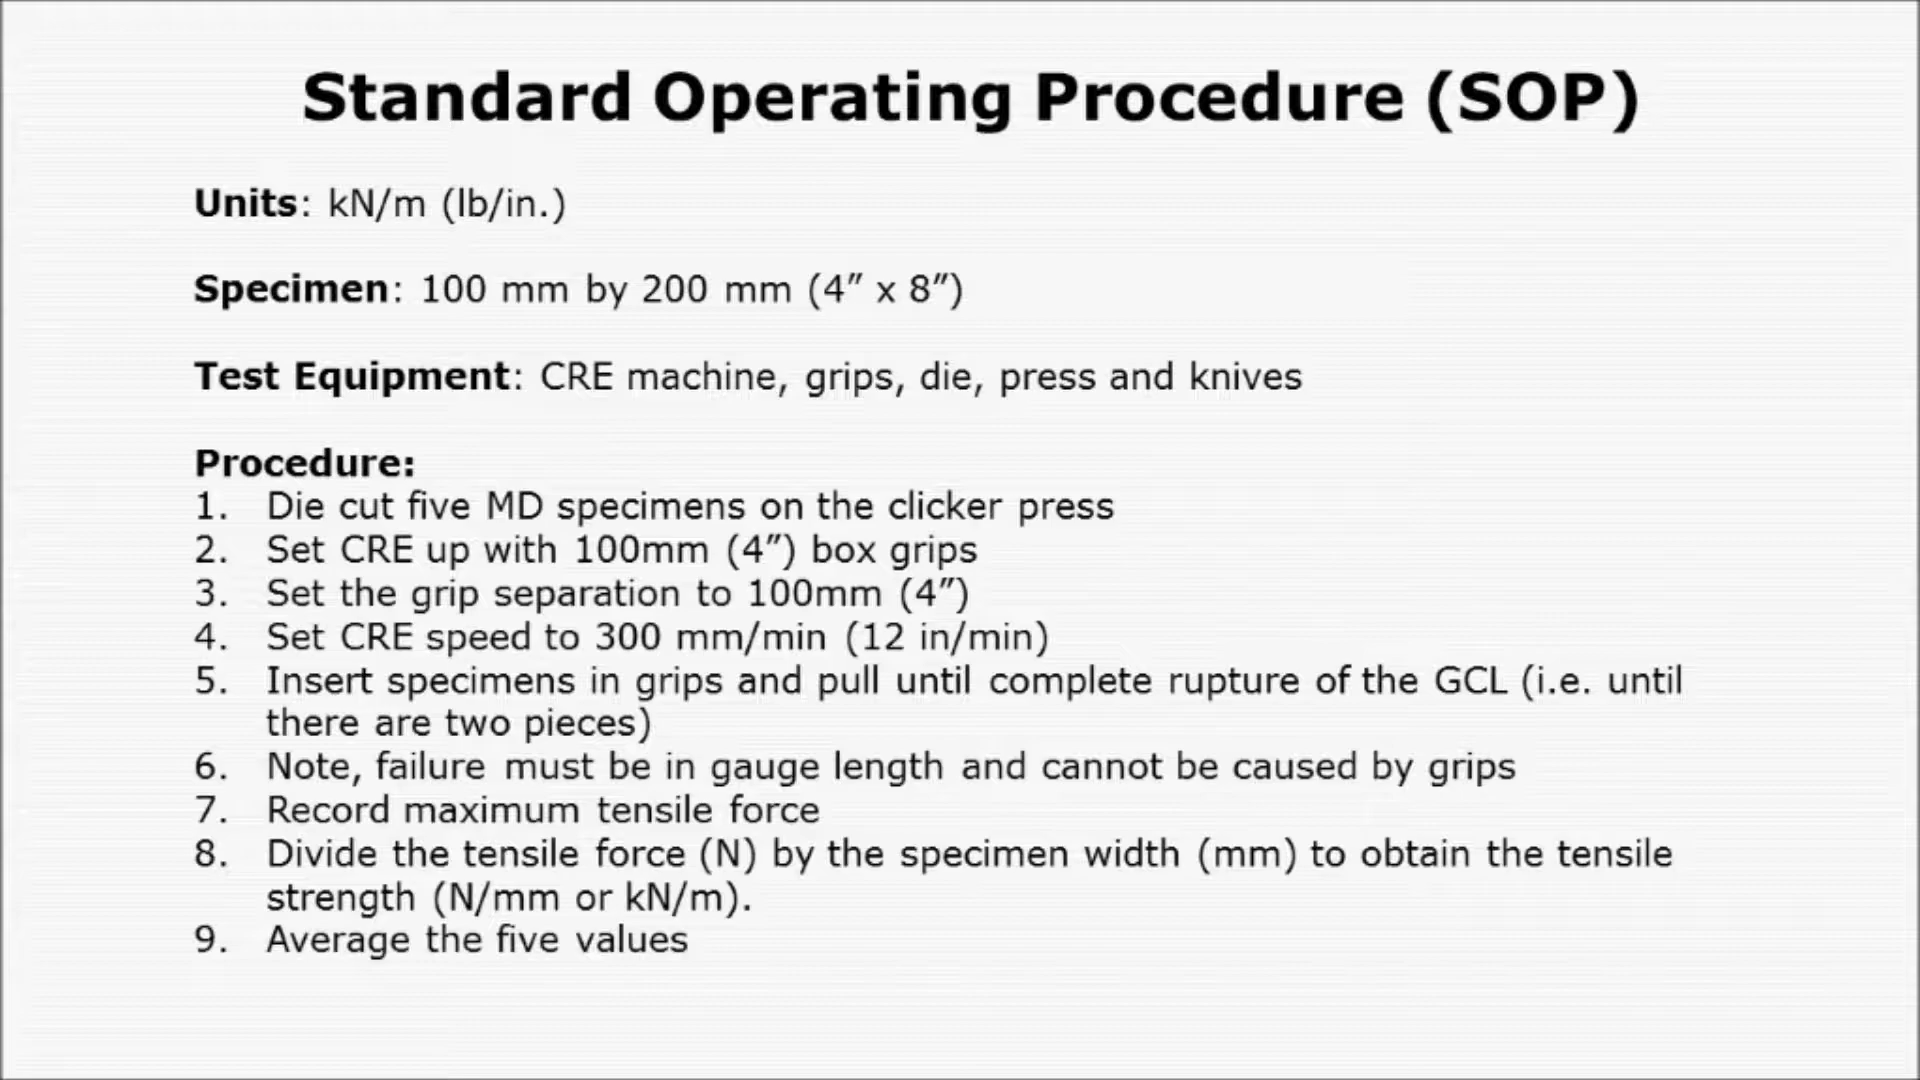 Standard Operating Procedure (SOP)
Units: kN/m (lb/in.)
Specimen: 100 mm by 200 mm (4” x 8”)
Test Equipment: CRE machine, grips, die, press and knives
Procedure:
1. Die cut five MD specimens on the clicker press
2. Set CRE up with 100mm (4”) box grips
3. Set the grip separation to 100mm (4”)
4. Set CRE speed to 300 mm/min (12 in/min)
5. Insert specimens in grips and pull until complete rupture of the GCL (i.e. until
there are two pieces)
6. Note, failure must be in gauge length and cannot be caused by grips
7. Record maximum tensile force
8. Divide the tensile force (N) by the specimen width (mm) to obtain the tensile
strength (N/mm or kN/m).
9. Average the five values